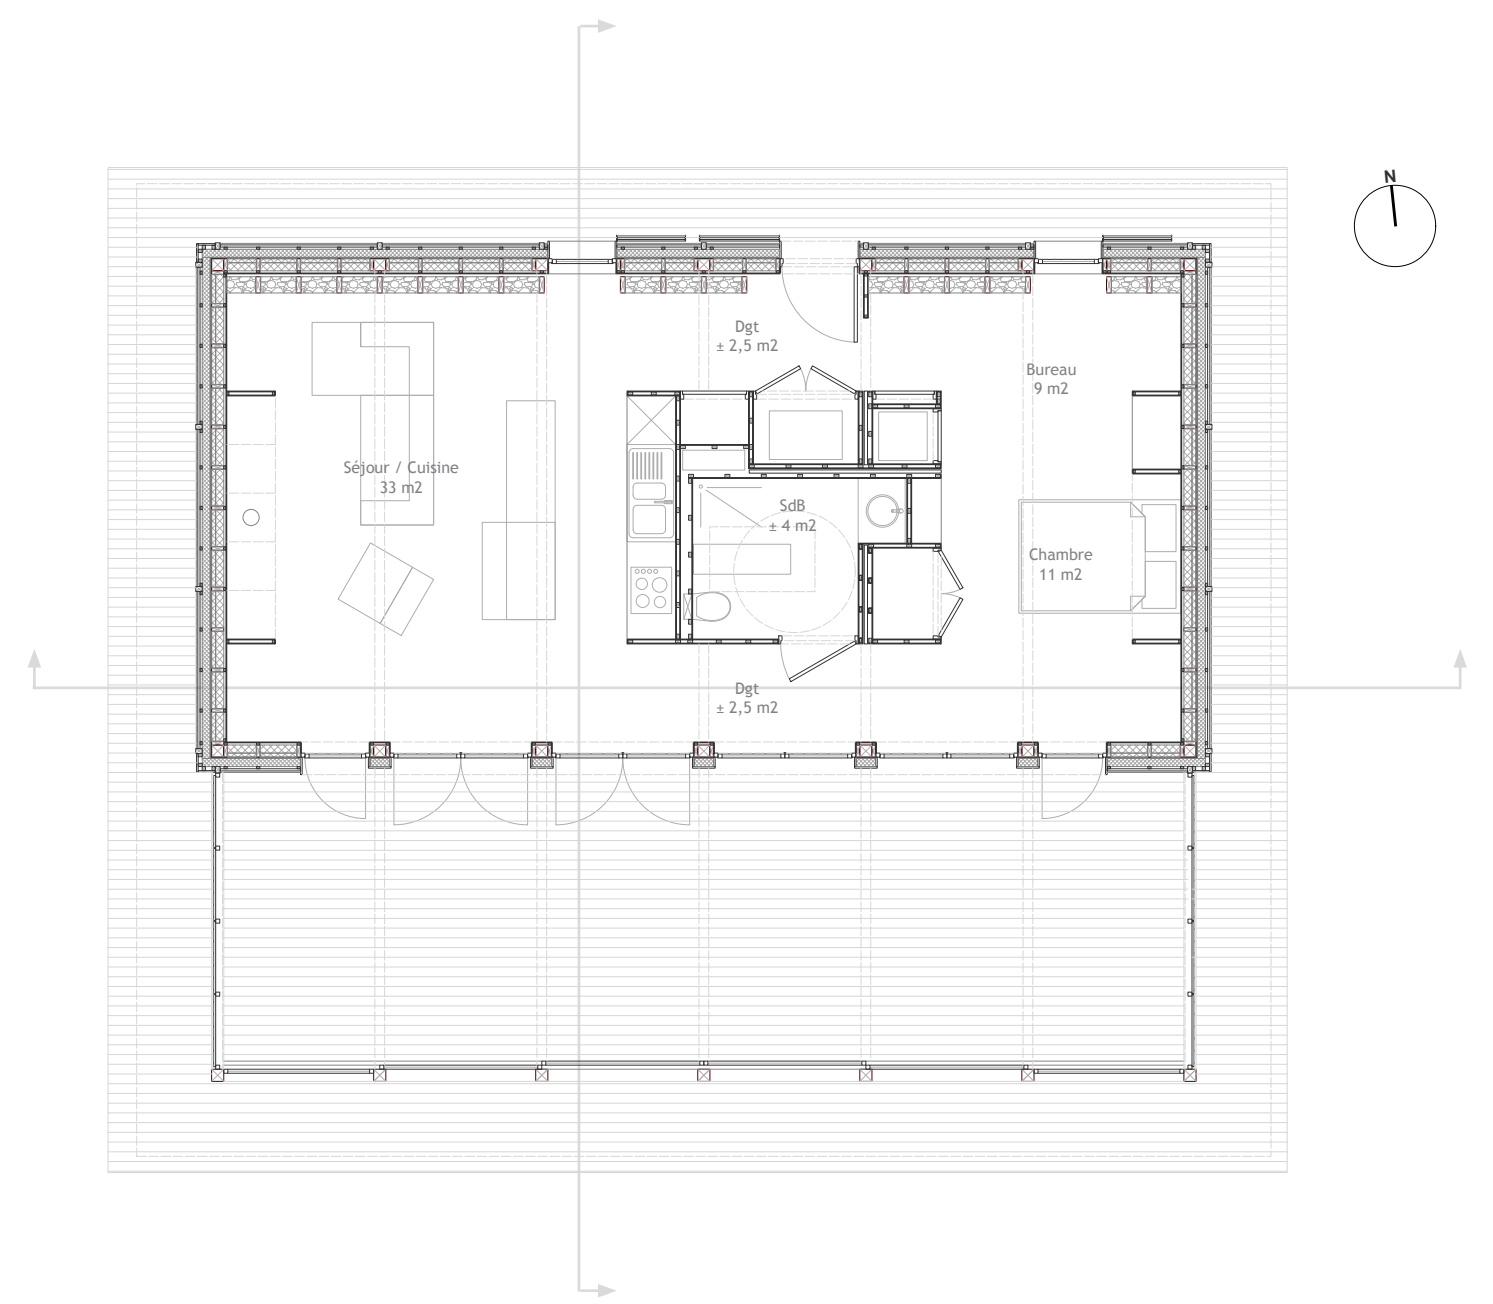 N
Dgt
± 2,5 m2
Bureau
9 m2
Séjour / Cuisine
33 m2
SdB
± 4 m2
Chambre
11 m2
Dgt
± 2,5 m2